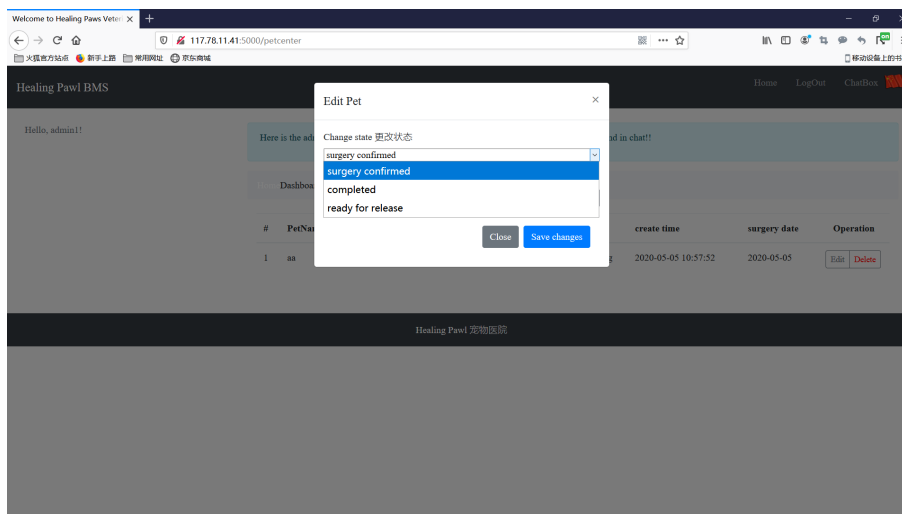 Welcome to Healing Paws Veter
117.78.11.41:5000/petcenter
火狐官方站点 新手上路 常用网址 京东商城 移动设备上的书
Healing Pawl BMS
Home LogOut ChatBox
Hello, admin1!
Here is the ad
nd in chat!!
Edit Pet ×
Change state 更改状态
surgery confirmed
surgery confirmed
completed
ready for release
Close Save changes
Dashboa
# PetNa create time surgery date Operation
1 aa g 2020-05-05 10:57:52 2020-05-05 Edit Delete
Healing Pawl 宠物医院